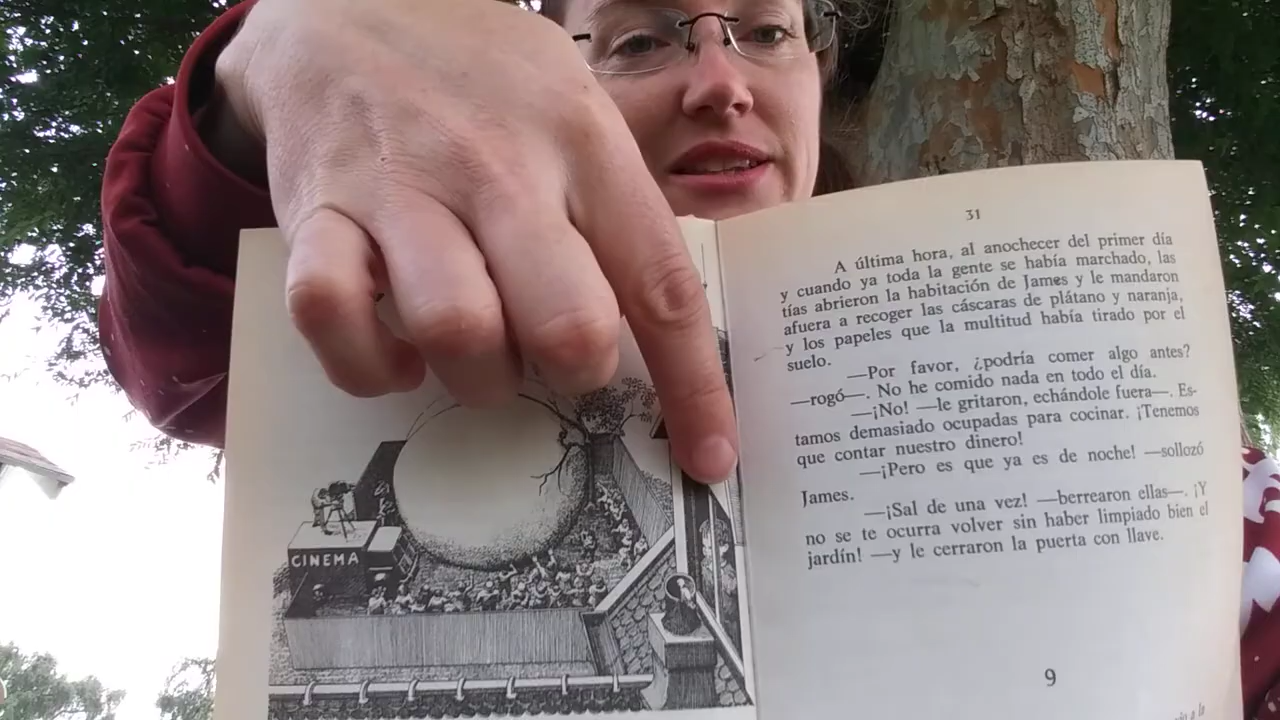 CINEMA
31
A última hora, al anochecer del primer día
y cuando ya toda la gente se había marchado, las
tías abrieron la habitación de James y le mandaron
afuera a recoger las cáscaras de plátano y naranja,
y los papeles que la multitud había tirado por el
suelo.
—Por favor, ¿podría comer algo antes?
—rogó—. No he comido nada en todo el día.
—¡No! —le gritaron, echándole fuera—. Es-
tamos demasiado ocupadas para cocinar. ¡Tenemos
que contar nuestro dinero!
—¡Pero es que ya es de noche! —sollozó
James.
—¡Sal de una vez! —berrearon ellas—. ¡Y
no se te ocurra volver sin haber limpiado bien el
jardín! —y le cerraron la puerta con llave.
9
a la